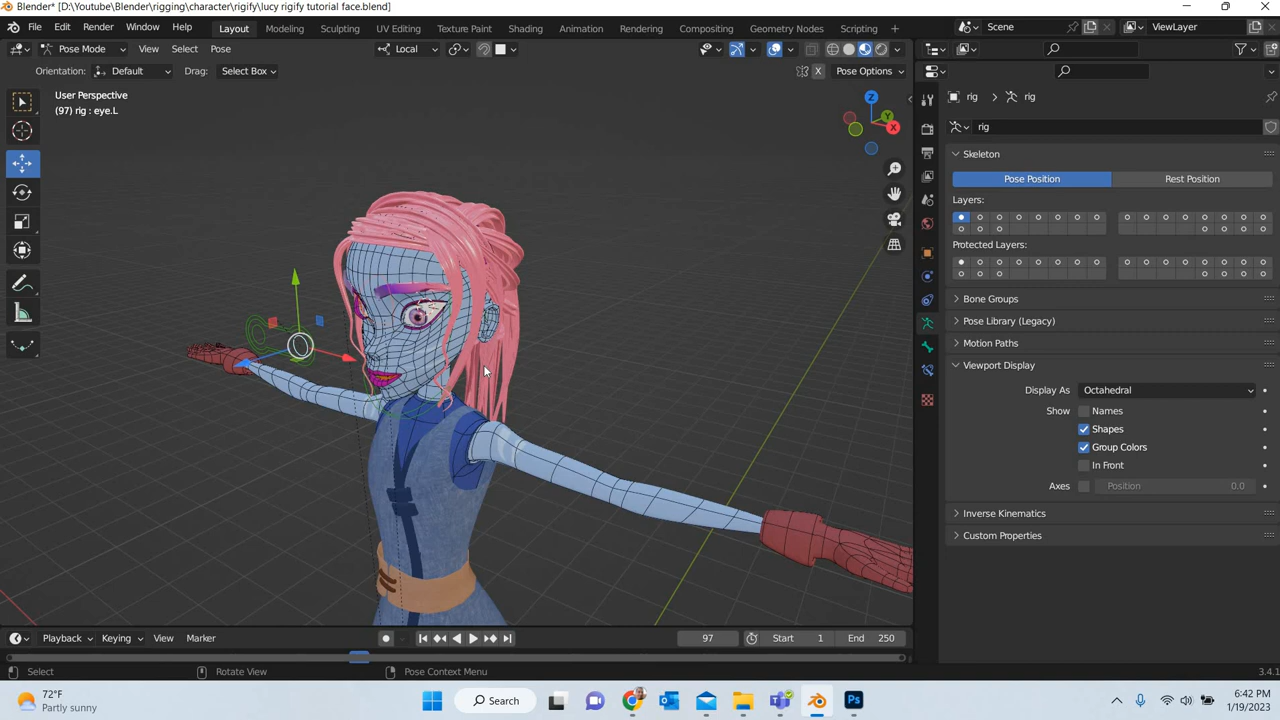 Blender* [D:\Youtube\Blender\rigging\character\rigify\lucy rigify tutorial face.blend]
File Edit Render Window Help Layout Modeling Sculpting UV Editing Texture Paint Shading Animation Rendering Compositing Geometry Nodes Scripting + Scene ViewLayer
Pose Mode View Select Pose Local
Orientation: Default Drag: Select Box X Pose Options
User Perspective
(97) rig : eye.L
Z
Y
X
rig rig
rig
Skeleton
Pose Position Rest Position
Layers:
Protected Layers:
Bone Groups
Pose Library (Legacy)
Motion Paths
Viewport Display
Display As Octahedral
Show Names
Shapes
Group Colors
In Front
Axes Position 0.0
Inverse Kinematics
Custom Properties
Playback Keying View Marker 97 Start 1 End 250
Select Rotate View Pose Context Menu 3.4.1
72°F
Partly sunny
Search
Ps
6:42 PM
1/19/2023